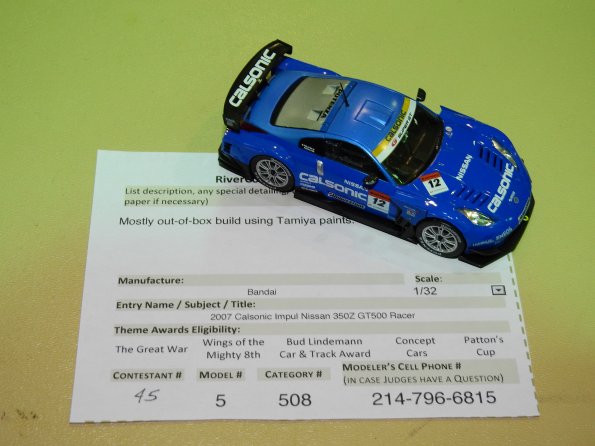 CALSONIC
CALSONIC
NISSAN
12
CALSONIC
NISSAN
CALSONIC
12
List description, any special detailing
paper if necessary)
Mostly out-of-box build using Tamiya paints.
MANUFACTURE:
SCALE:
Bandai
1/32
ENTRY NAME / SUBJECT / TITLE:
2007 Calsonic Impul Nissan 350Z GT500 Racer
THEME AWARDS ELIGIBILITY:
The Great War
Wings of the Mighty 8th
Bud Lindemann Car & Track Award
Concept Cars
Patton's Cup
CONTESTANT #
MODEL #
CATEGORY #
MODELER'S CELL PHONE #
(IN CASE JUDGES HAVE A QUESTION)
45
5
508
214-796-6815